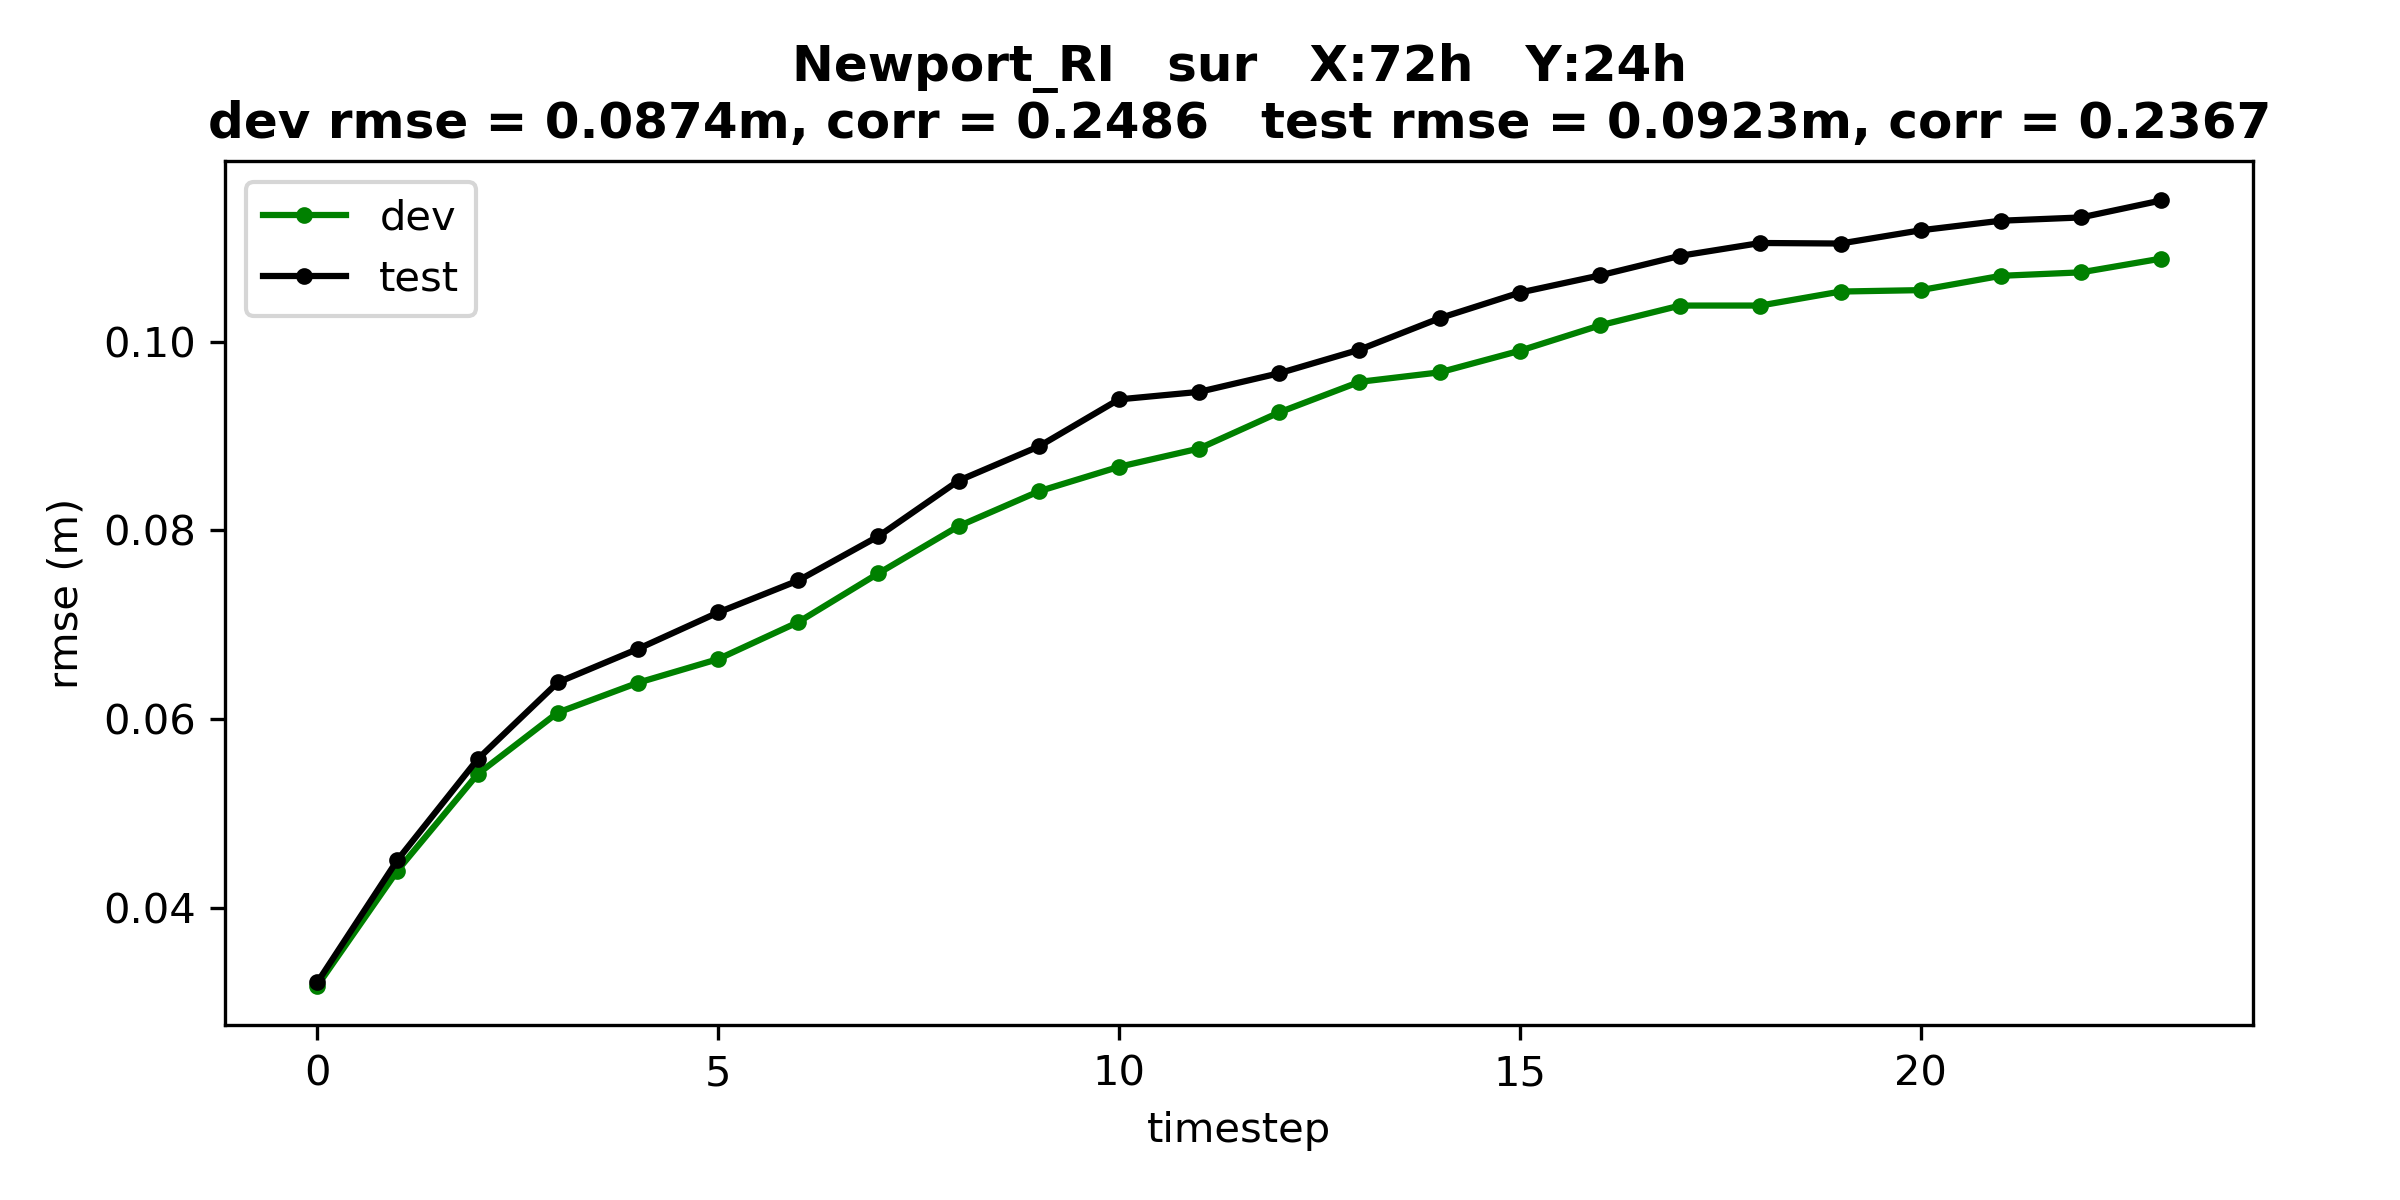 Newport_RI   sur   X:72h   Y:24h
dev rmse = 0.0874m, corr = 0.2486   test rmse = 0.0923m, corr = 0.2367
dev
test
0.10
0.08
0.06
0.04
rmse (m)
0 5 10 15 20
timestep